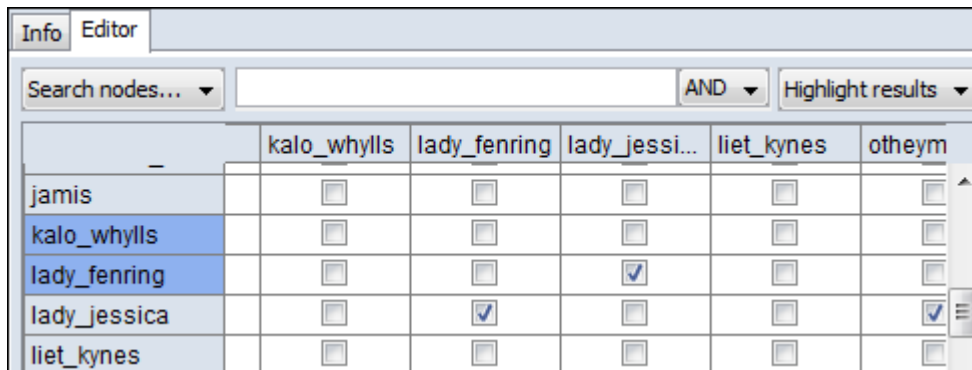 Info Editor
Search nodes... AND Highlight results
kalo_whylls lady_fenring lady_jessi... liet_kynes otheym
jamis
kalo_whylls
lady_fenring
lady_jessica
liet_kynes